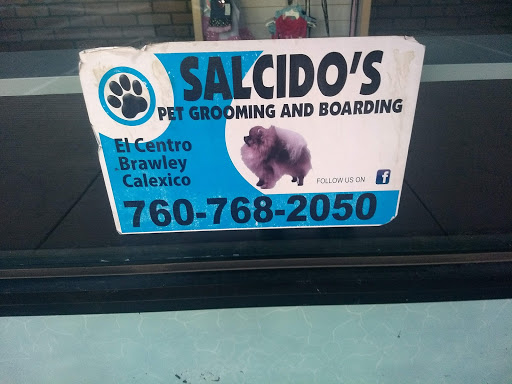 SALCIDO'S
PET GROOMING AND BOARDING
El Centro
Brawley
Calexico
FOLLOW US ON f
760-768-2050